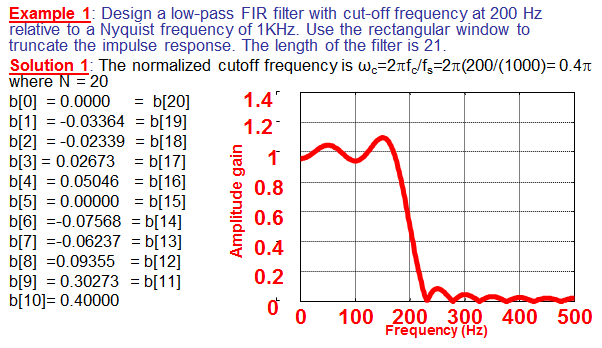 Example 1: Design a low-pass FIR filter with cut-off frequency at 200 Hz
relative to a Nyquist frequency of 1KHz. Use the rectangular window to
truncate the impulse response. The length of the filter is 21.
Solution 1: The normalized cutoff frequency is ωc=2πfc/fs=2π(200/(1000)= 0.4π
where N = 20
b[0] = 0.0000 = b[20]
b[1] = -0.03364 = b[19]
b[2] = -0.02339 = b[18]
b[3] = 0.02673 = b[17]
b[4] = 0.05046 = b[16]
b[5] = 0.00000 = b[15]
b[6] =-0.07568 = b[14]
b[7] =-0.06237 = b[13]
b[8] =0.09355 = b[12]
b[9] = 0.30273 = b[11]
b[10]= 0.40000
Amplitude gain
1.4
1.2
1
0.8
0.6
0.4
0.2
0
0 100 200 300 400 500
Frequency (Hz)